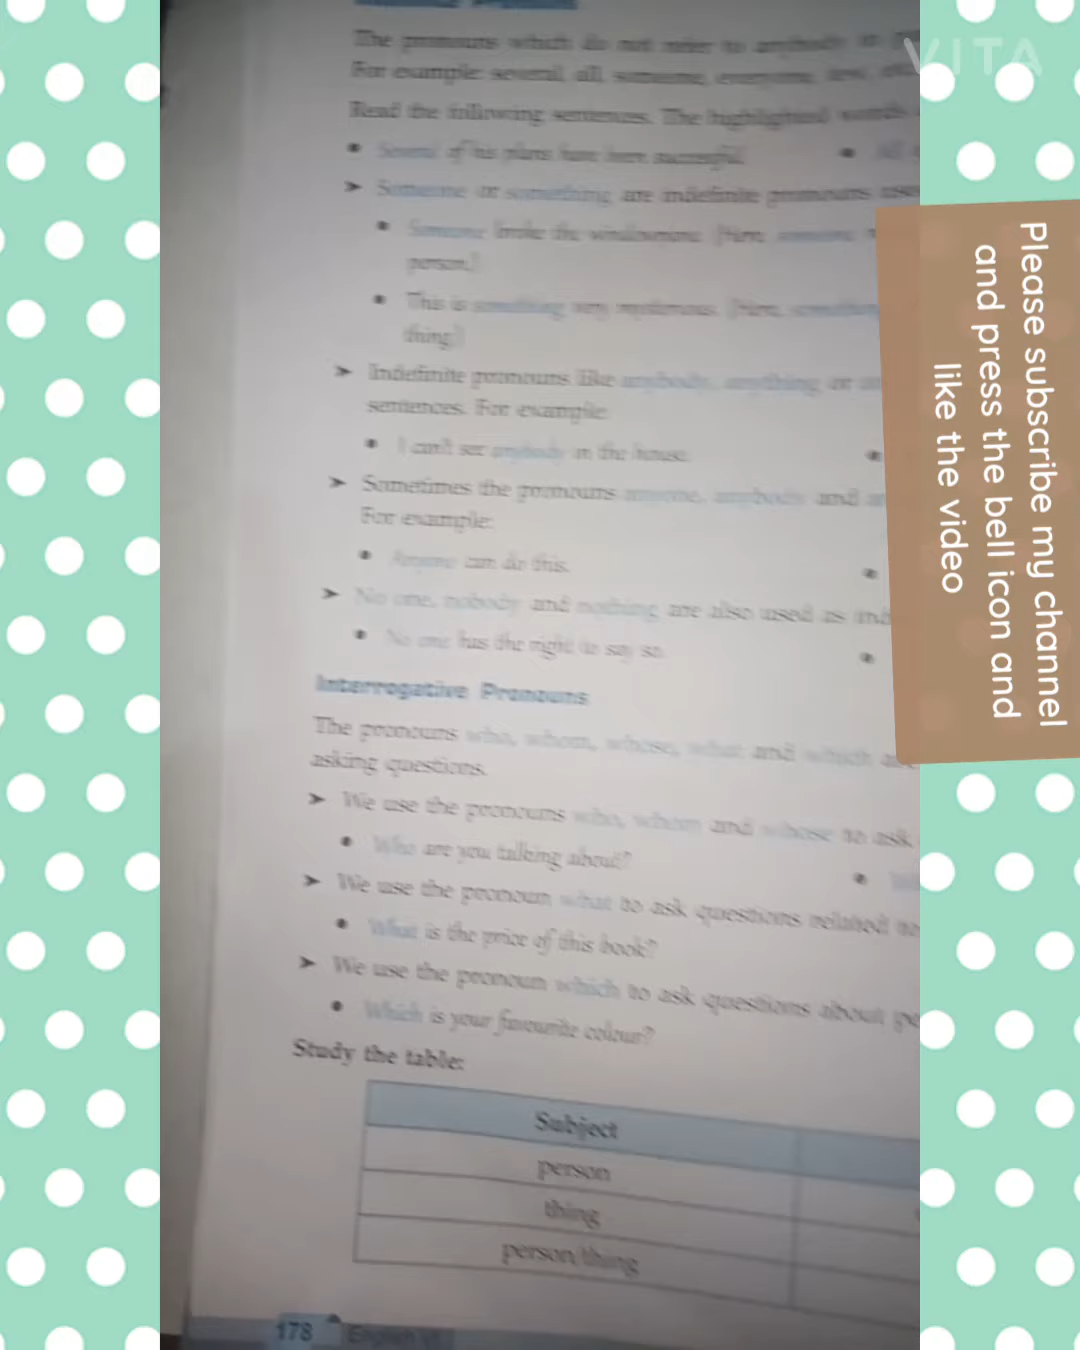 The pronouns which do not refer to anybody
For example: several, all, someone, everyone, few,
Read the following sentences. The highlighted words
Several of his plans have been successful.
All
Someone or something are indefinite pronouns
Someone broke the windowpane. [Here, someone
person.]
This is something very mysterious. [Here, something
thing.]
Indefinite pronouns like anybody, anything or
sentences. For example:
I can't see anybody in the house.
Sometimes the pronouns anyone, anybody and
For example:
Anyone can do this.
No one, nobody and nothing are also used as
No one has the right to say so.
Interrogative Pronouns
The pronouns who, whom, whose, what and which
asking questions.
We use the pronouns who, whom and whose to ask
Who are you talking about?
We use the pronoun what to ask questions related to
What is the price of this book?
We use the pronoun which to ask questions about
Which is your favourite colour?
Study the table:
Subject
person
thing
person/thing
178
VITA
Please subscribe my channel
and press the bell icon and
like the video